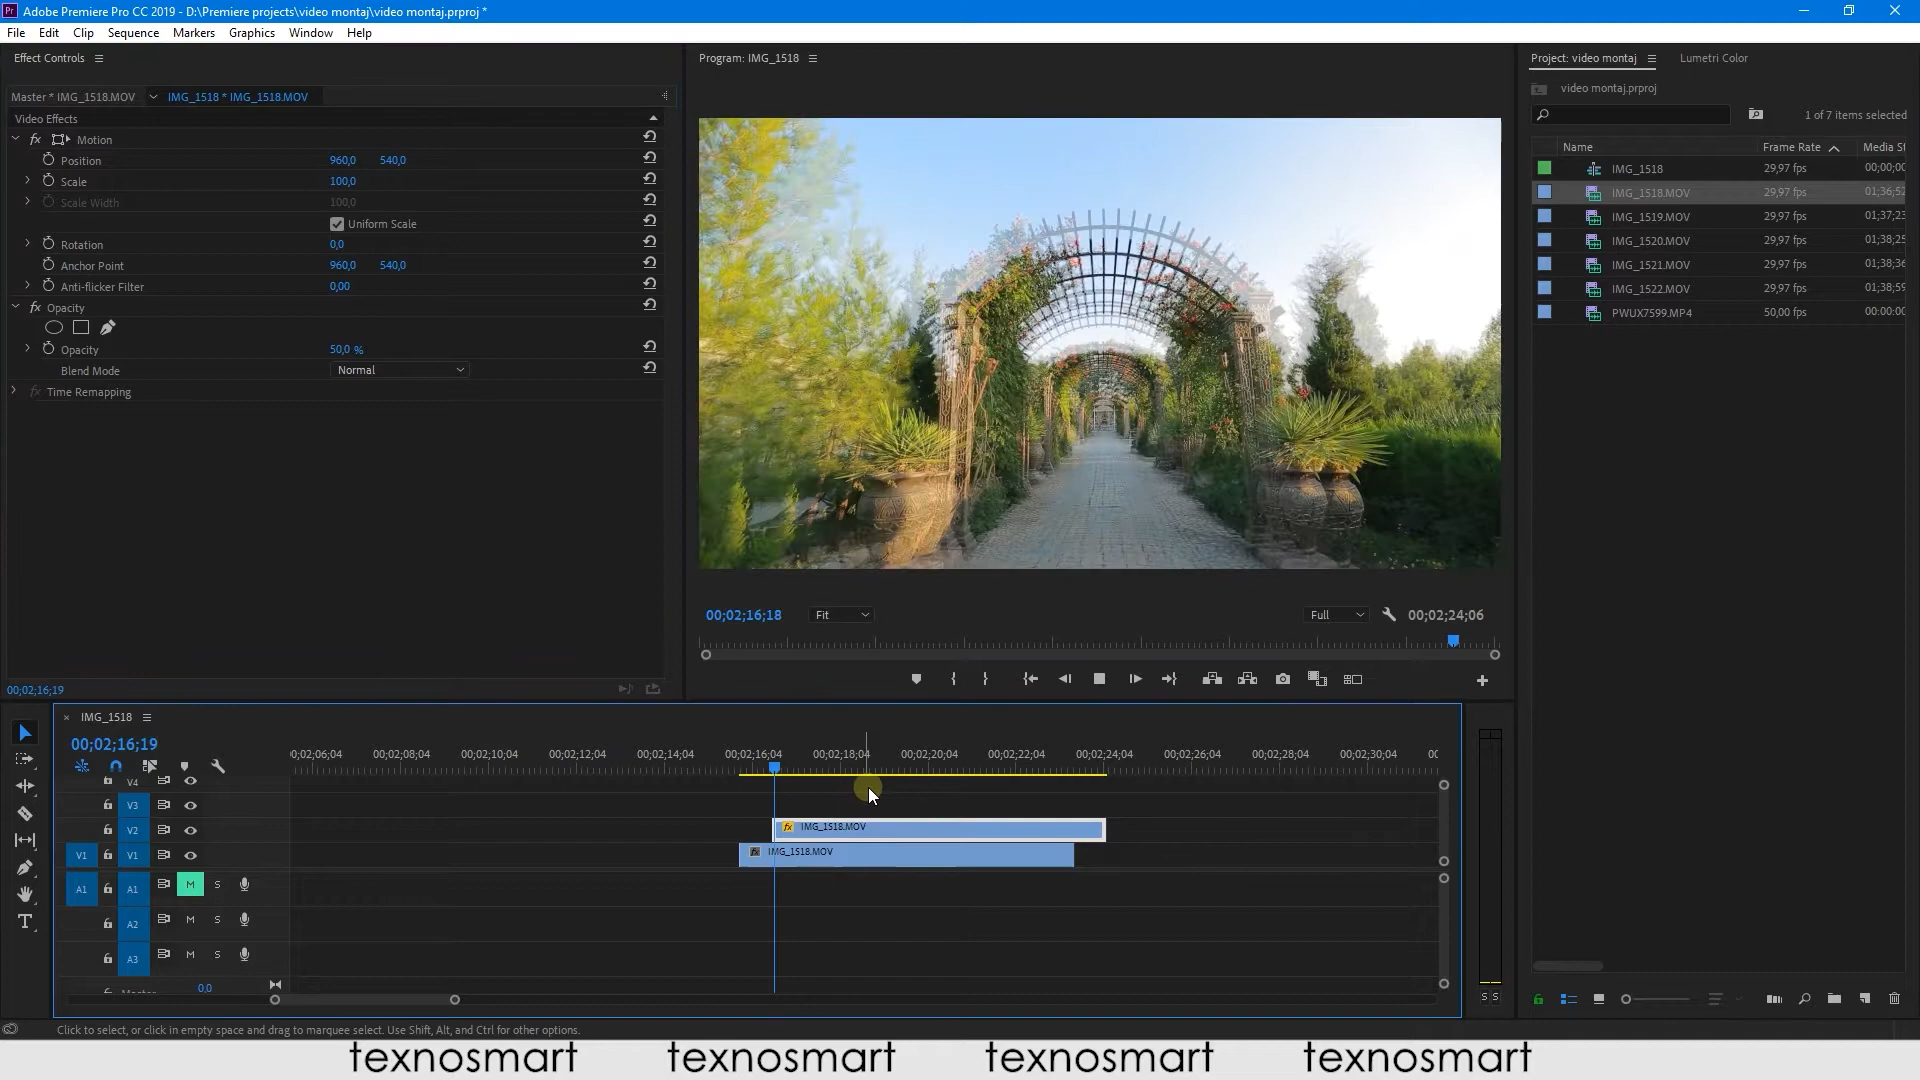 Adobe Premiere Pro CC 2019 - D:\Premiere projects\video montaj\video montaj.prproj *
File Edit Clip Sequence Markers Graphics Window Help
Effect Controls
Master * IMG_1518.MOV IMG_1518 * IMG_1518.MOV
Video Effects
fx Motion
Position 960,0 540,0
Scale 100,0
Scale Width 100,0
Uniform Scale
Rotation 0,0
Anchor Point 960,0 540,0
Anti-flicker Filter 0,00
fx Opacity
Opacity 50,0 %
Blend Mode Normal
fx Time Remapping
00;02;16;19
Program: IMG_1518
00;02;16;18 Fit Full 00;02;24;06
Project: video montaj Lumetri Color
video montaj.prproj
1 of 7 items selected
Name Frame Rate Media St
IMG_1518 29,97 fps 00;00;00
IMG_1518.MOV 29,97 fps 01;36;52
IMG_1519.MOV 29,97 fps 01;37;23
IMG_1520.MOV 29,97 fps 01;38;25
IMG_1521.MOV 29,97 fps 01;38;36
IMG_1522.MOV 29,97 fps 01;38;59
PWUX7599.MP4 50,00 fps 00:00:00
IMG_1518
00;02;16;19
00;02;06;04 00;02;08;04 00;02;10;04 00;02;12;04 00;02;14;04 00;02;16;04 00;02;18;04 00;02;20;04 00;02;22;04 00;02;24;04 00;02;26;04 00;02;28;04 00;02;30;04
V4
V3
V2 fx IMG_1518.MOV
V1 V1 fx IMG_1518.MOV
A1 A1 M S
A2 M S
A3 M S
Master 0,0
S S
Click to select, or click in empty space and drag to marquee select. Use Shift, Alt, and Ctrl for other options.
texnosmart texnosmart texnosmart texnosmart